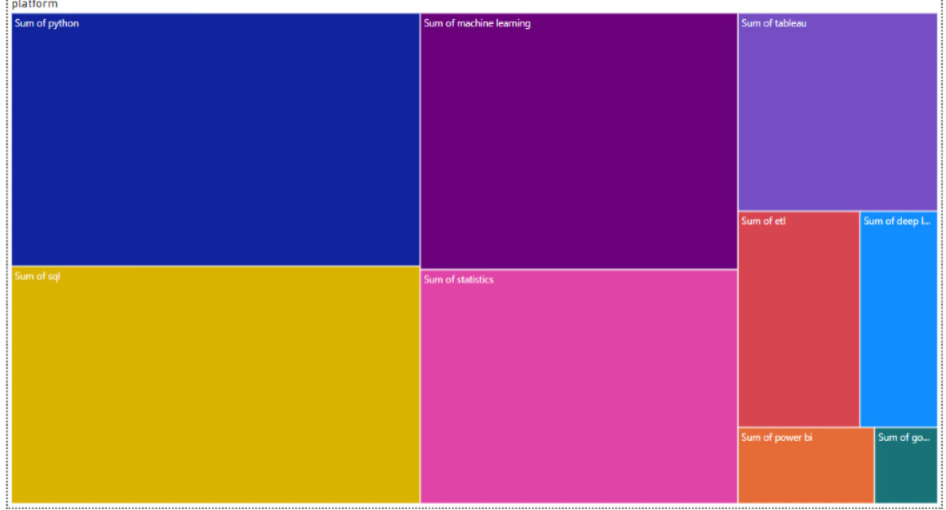 platform
Sum of python
Sum of machine learning
Sum of tableau
Sum of etl
Sum of deep l...
Sum of sql
Sum of statistics
Sum of power bi
Sum of go...